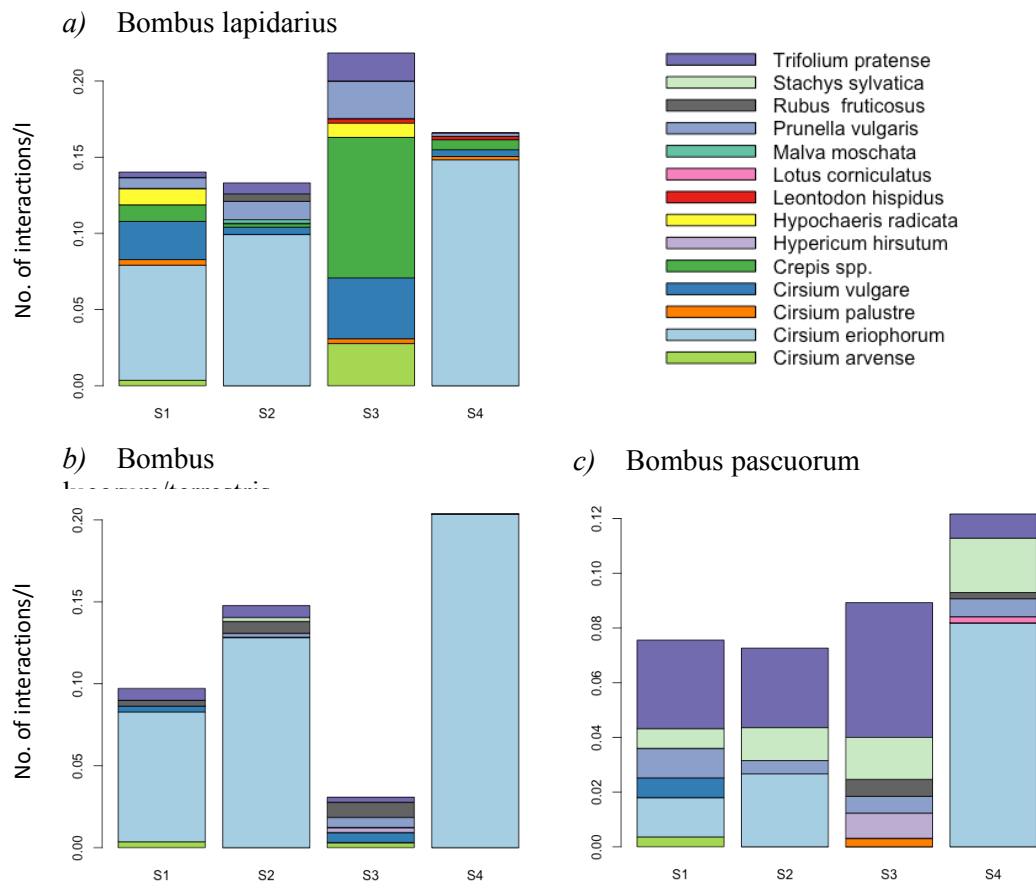 a) Bombus lapidarius
No. of interactions/l
0.20
0.15
0.10
0.05
0.00
S1 S2 S3 S4
Trifolium pratense
Stachys sylvatica
Rubus fruticosus
Prunella vulgaris
Malva moschata
Lotus corniculatus
Leontodon hispidus
Hypochaeris radicata
Hypericum hirsutum
Crepis spp.
Cirsium vulgare
Cirsium palustre
Cirsium eriophorum
Cirsium arvense
b) Bombus
lucorum/terrestris
No. of interactions/l
0.20
0.15
0.10
0.05
0.00
S1 S2 S3 S4
c) Bombus pascuorum
0.12
0.10
0.08
0.06
0.04
0.02
0.00
S1 S2 S3 S4